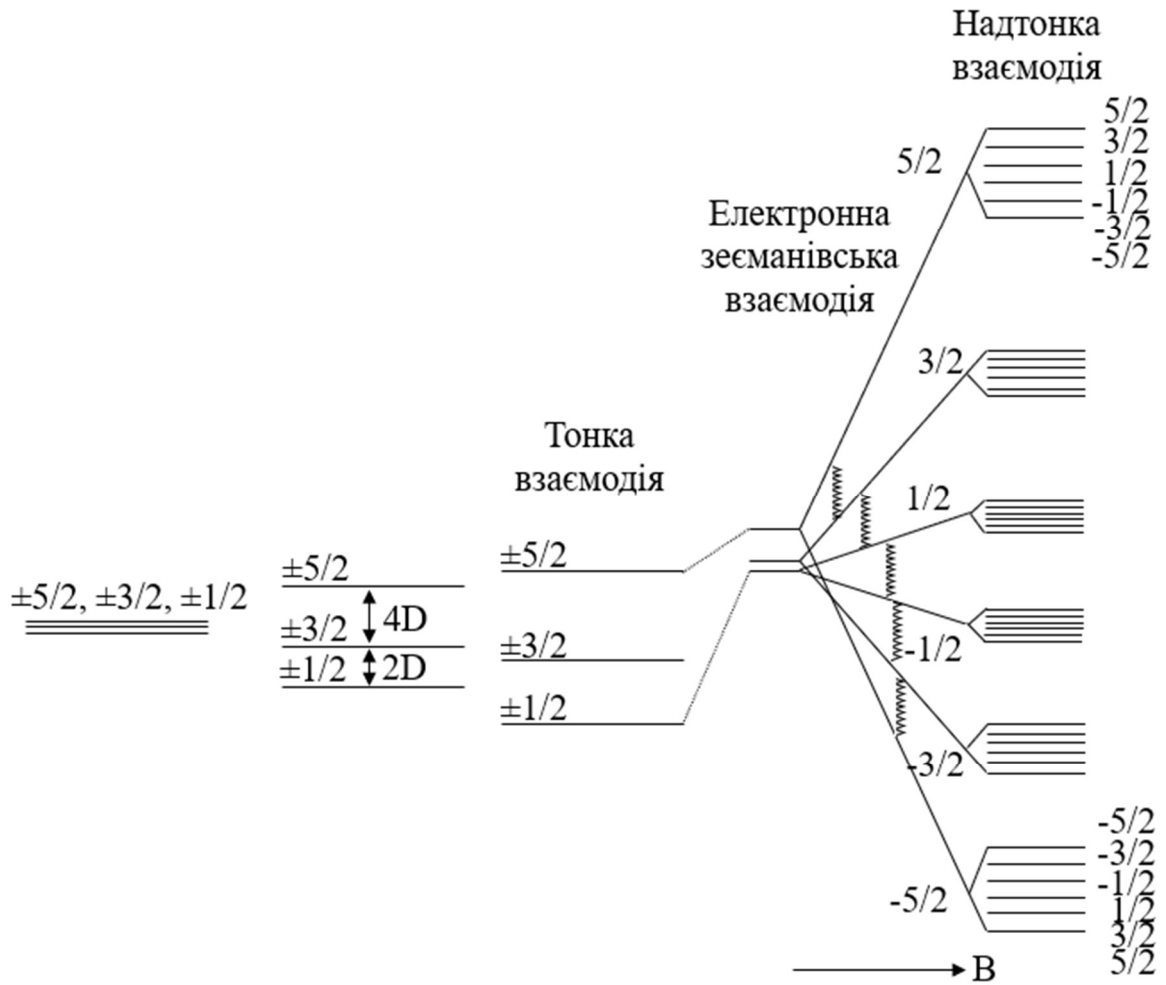 Надтонка
взаємодія
5/2
3/2
1/2
-1/2
-3/2
-5/2
5/2
Електронна
зеєманівська
взаємодія
3/2
Тонка
взаємодія
1/2
±5/2
±5/2
±5/2, ±3/2, ±1/2
4D
±3/2
±3/2
±1/2
2D
-1/2
±1/2
-3/2
-5/2
-3/2
-1/2
1/2
3/2
5/2
-5/2
B